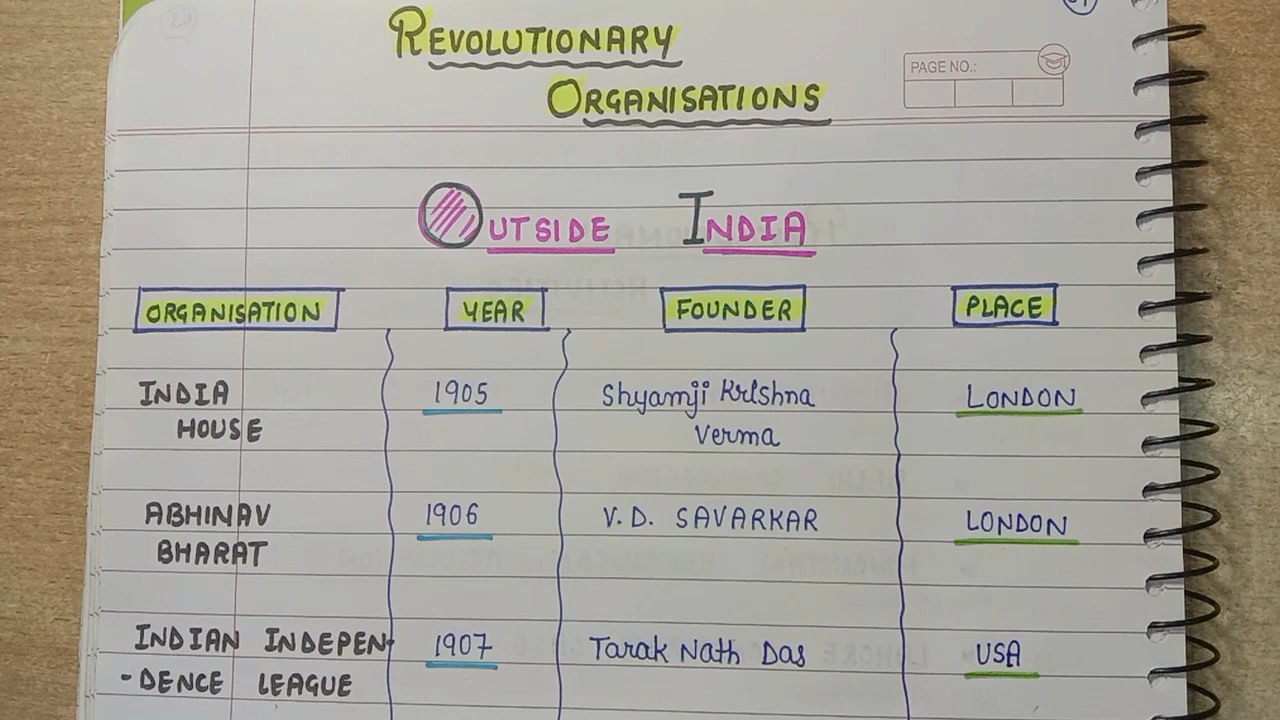 REVOLUTIONARY
ORGANISATIONS
PAGE NO.:
OUTSIDE INDIA
ORGANISATION YEAR FOUNDER PLACE
INDIA 1905 Shyamji Krishna LONDON
HOUSE Verma
ABHINAV 1906 V.D. SAVARKAR LONDON
BHARAT
INDIAN INDEPEN- 1907 Tarak Nath Das USA
-DENCE LEAGUE